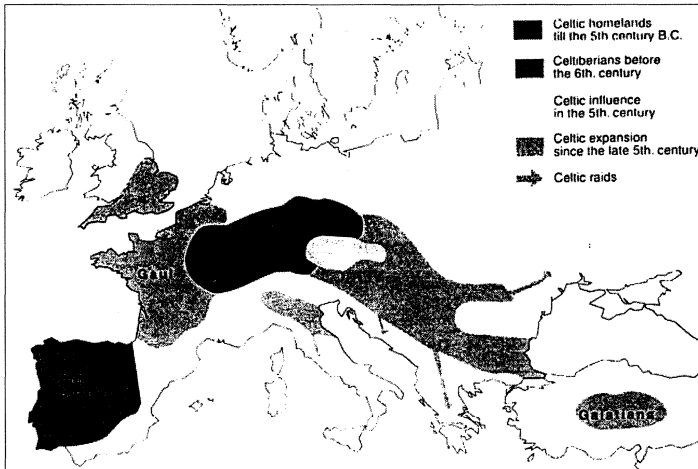 Celtic homelands
till the 5th century B.C.
Celtiberians before
the 6th. century
Celtic influence
in the 5th. century
Celtic expansion
since the late 5th. century
Celtic raids
Gaul
Galatians